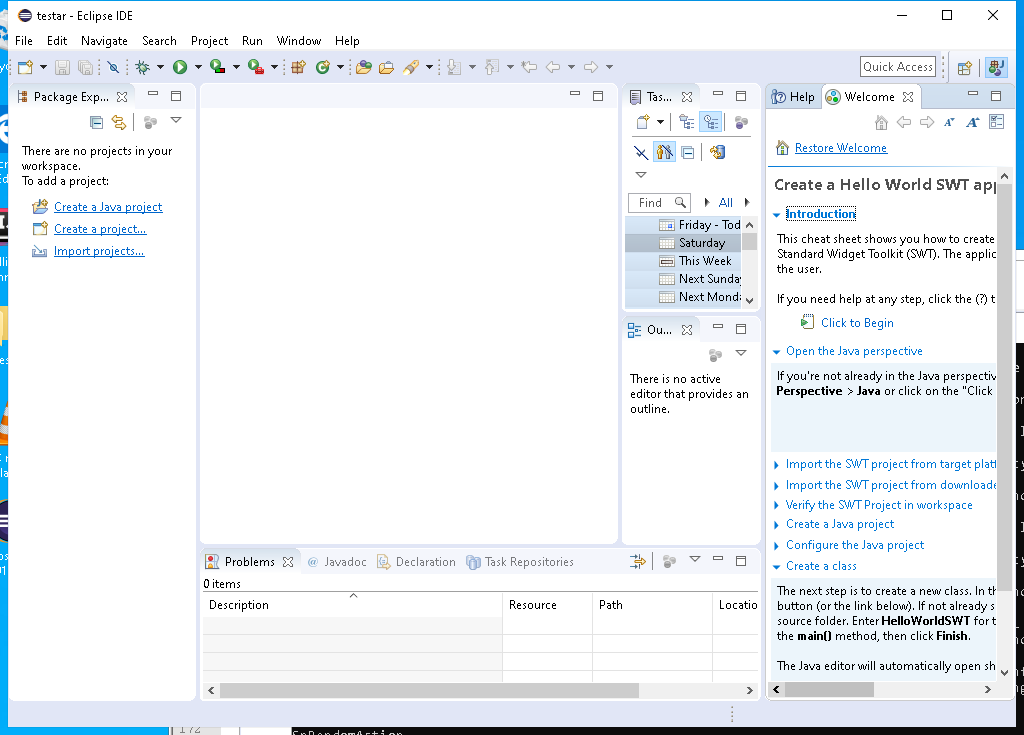 testar - Eclipse IDE
File Edit Navigate Search Project Run Window Help
Quick Access
Package Exp...
There are no projects in your
workspace.
To add a project:
Create a Java project
Create a project...
Import projects...
Tas...
Find
All
Friday - Tod
Saturday
This Week
Next Sunda
Next Monda
Ou...
There is no active
editor that provides an
outline.
Help Welcome
Restore Welcome
Create a Hello World SWT app
Introduction
This cheat sheet shows you how to create
Standard Widget Toolkit (SWT). The applic
the user.
If you need help at any step, click the (?) t
Click to Begin
Open the Java perspective
If you're not already in the Java perspectiv
Perspective > Java or click on the "Click
Import the SWT project from target platf
Import the SWT project from downloade
Verify the SWT Project in workspace
Create a Java project
Configure the Java project
Create a class
The next step is to create a new class. In th
button (or the link below). If not already s
source folder. Enter HelloWorldSWT for t
the main() method, then click Finish.
The Java editor will automatically open sh
Problems @ Javadoc Declaration Task Repositories
0 items
Description Resource Path Locatio
172